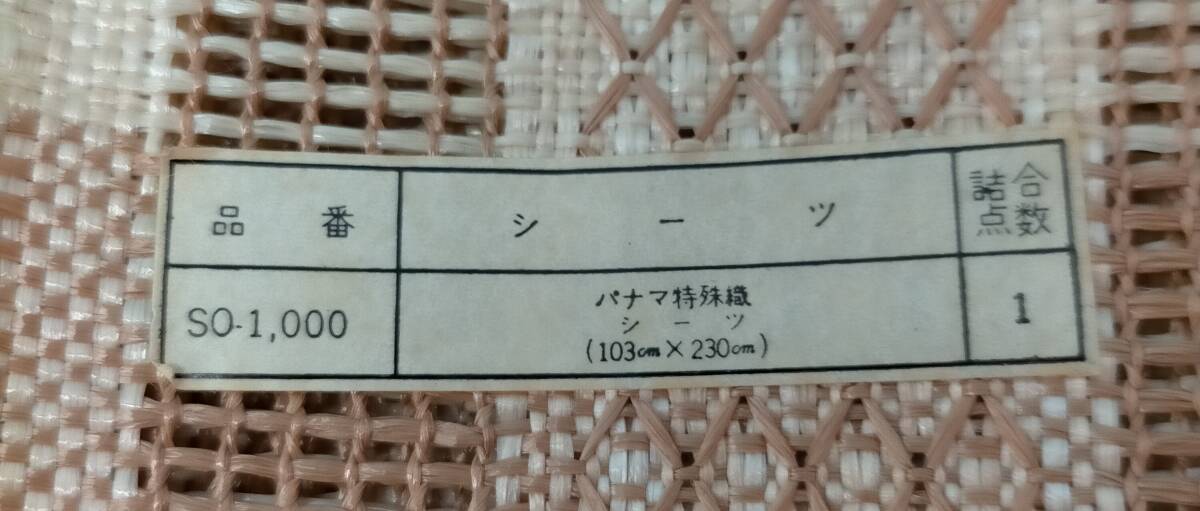 品番
シーツ
詰合
点数
SO-1,000
パナマ特殊織
シーツ
(103cm×230cm)
1